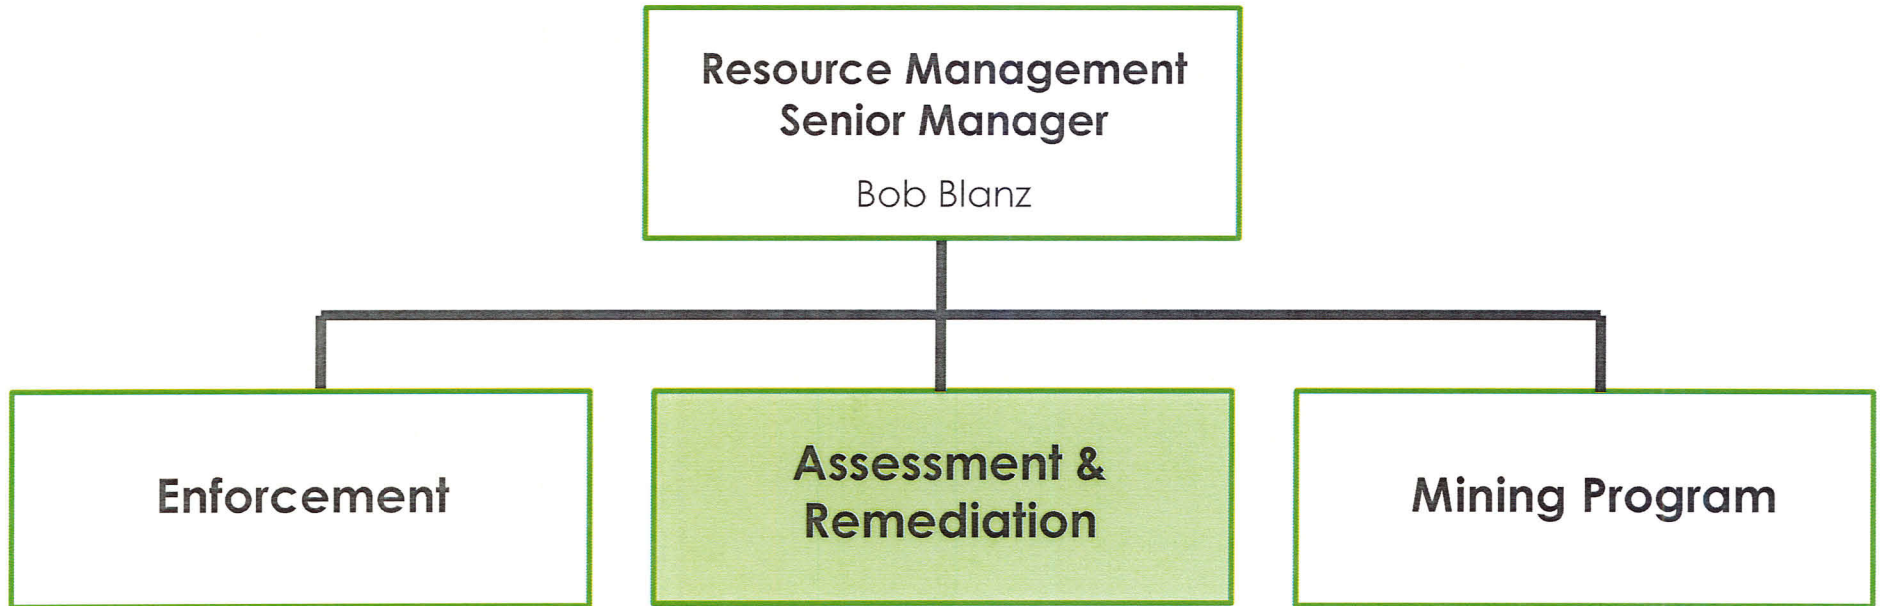 Resource Management
Senior Manager
Bob Blanz
Enforcement
Assessment &
Remediation
Mining Program